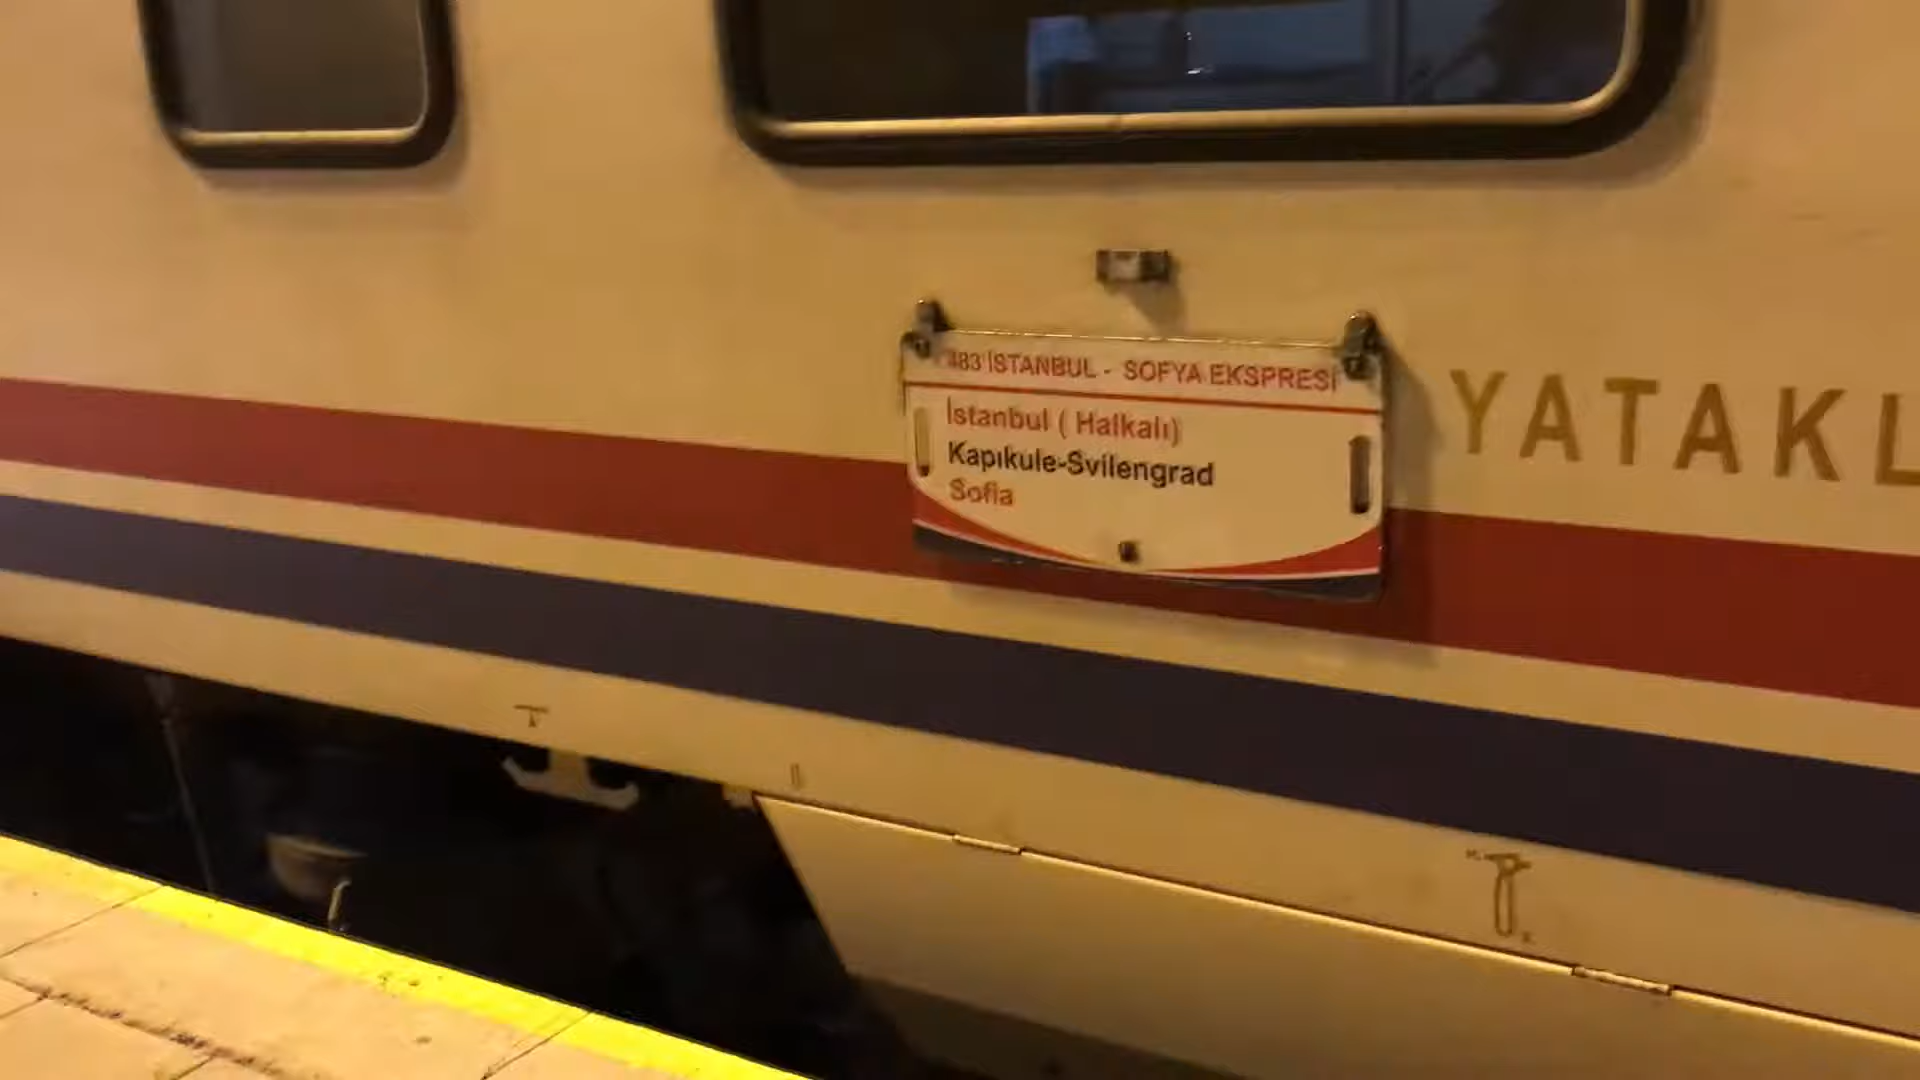 483 İSTANBUL - SOFYA EKSPRESİ
İstanbul ( Halkalı)
Kapıkule-Svilengrad
Sofia
YATAKL